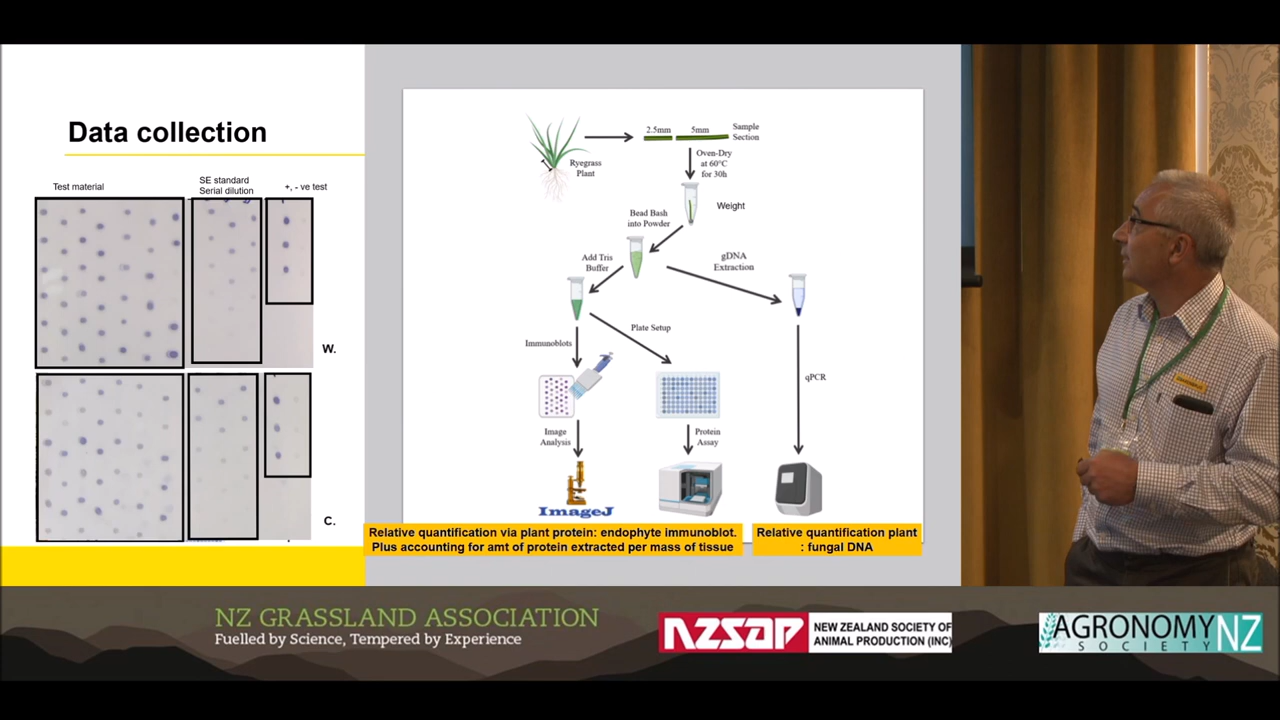 Data collection
Test material
SE standard
Serial dilution
+, - ve test
W.
C.
2.5mm
5mm
Sample
Section
Ryegrass
Plant
Oven-Dry
at 60°C
for 30h
Weight
Bead Bash
into Powder
Add Tris
Buffer
gDNA
Extraction
Plate Setup
Immunoblots
qPCR
Image
Analysis
Protein
Assay
ImageJ
Relative quantification via plant protein: endophyte immunoblot.
Plus accounting for amt of protein extracted per mass of tissue
Relative quantification plant
: fungal DNA
NZ GRASSLAND ASSOCIATION
Fuelled by Science, Tempered by Experience
NZSAP
NEW ZEALAND SOCIETY OF
ANIMAL PRODUCTION (INC)
AGRONOMY NZ
SOCIETY